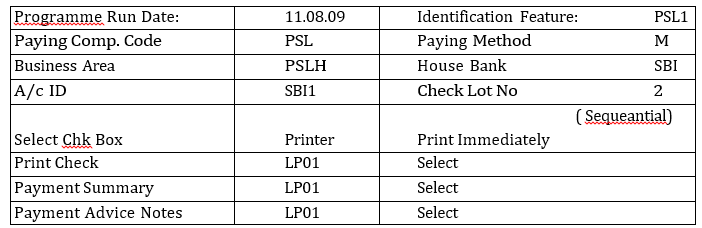 Programme Run Date: 11.08.09 Identification Feature: PSL1
Paying Comp. Code PSL Paying Method M
Business Area PSLH House Bank SBI
A/c ID SBI1 Check Lot No 2
( Sequeantial)
Select Chk Box Printer Print Immediately
Print Check LP01 Select
Payment Summary LP01 Select
Payment Advice Notes LP01 Select